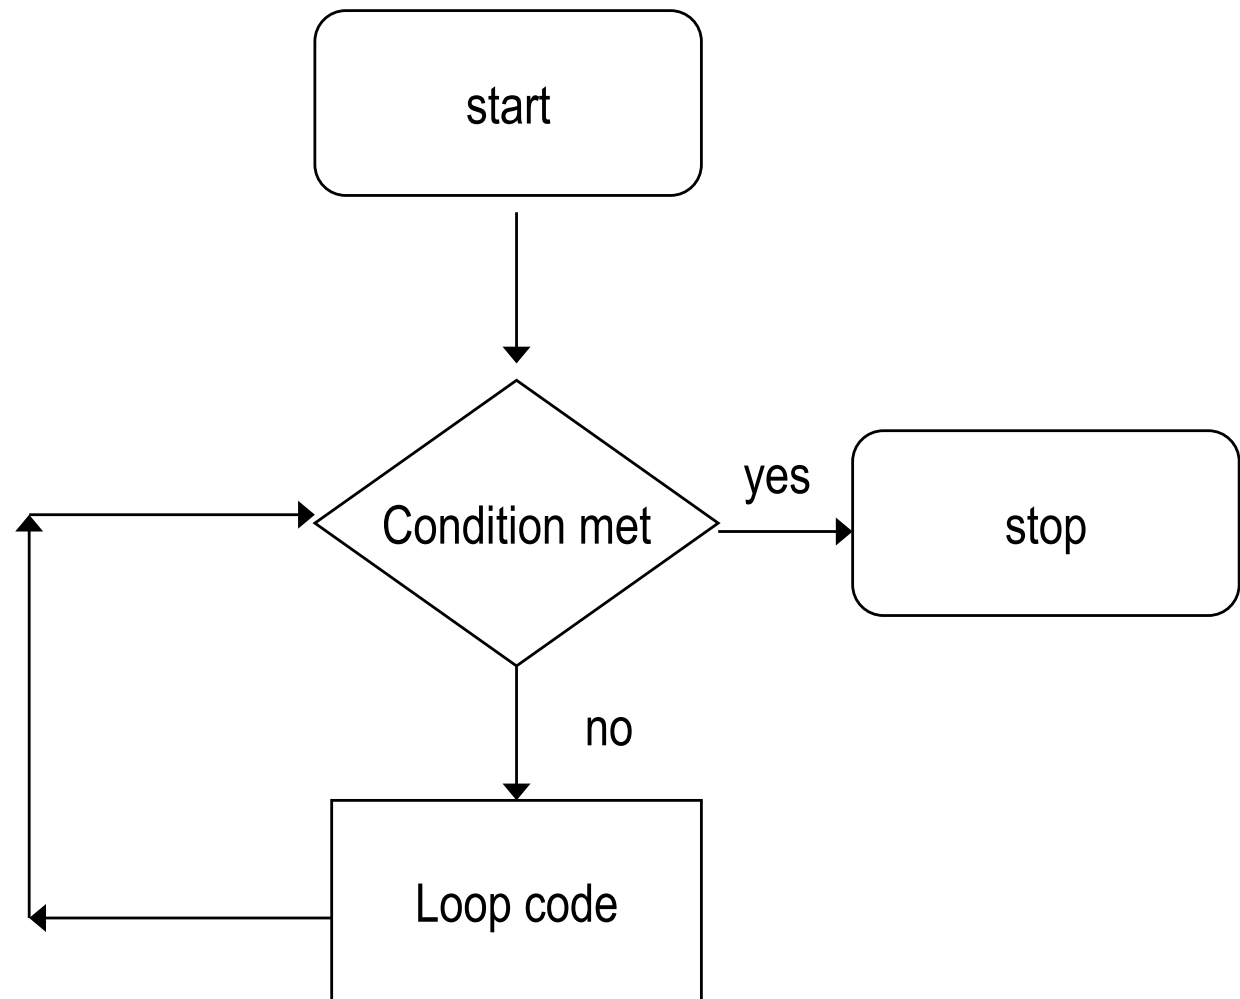 start
Condition met
yes
stop
no
Loop code